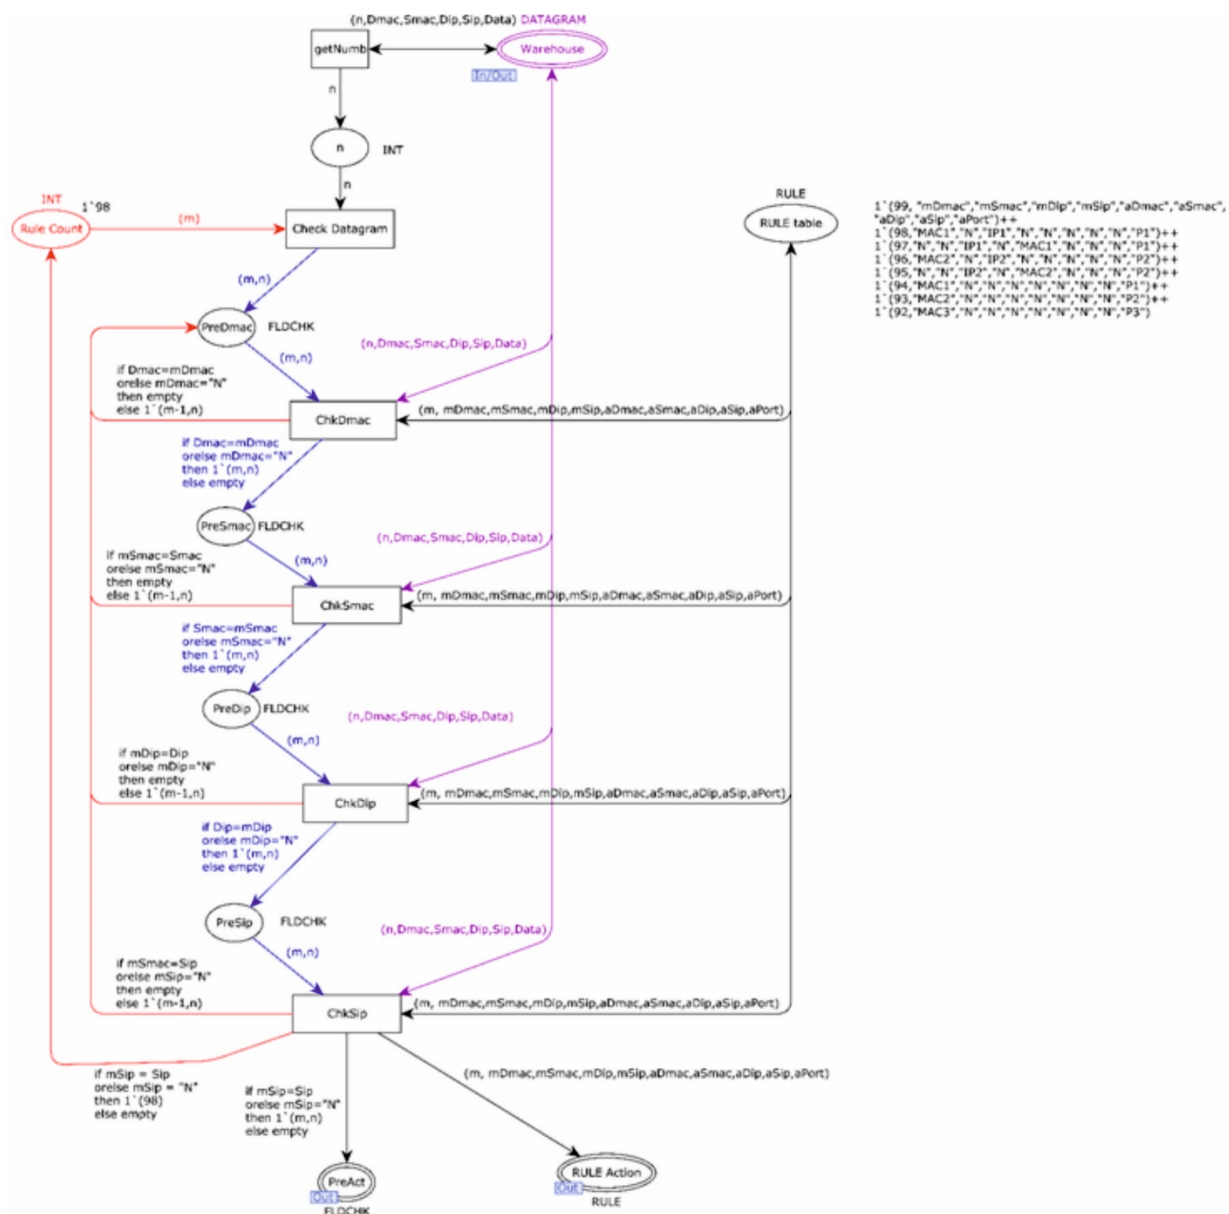 (n,Dmac,Smac,Dip,Sip,Data) DATAGRAM
getNumb
Warehouse
In/Out
n
n
INT
n
INT
1`98
Rule Count
(m)
Check Datagram
RULE
RULE table
1`(99, "mDmac","mSmac","mDip","mSip","aDmac","aSmac",
"aDip","aSip","aPort")++
1`(98,"MAC1","N","IP1","N","N","N","N","N","P1")++
1`(97,"N","N","IP1","N","MAC1","N","N","N","P1")++
1`(96,"MAC2","N","IP2","N","N","N","N","N","P2")++
1`(95,"N","N","IP2","N","MAC2","N","N","N","P2")++
1`(94,"MAC1","N","N","N","N","N","N","N","P1")++
1`(93,"MAC2","N","N","N","N","N","N","N","P2")++
1`(92,"MAC3","N","N","N","N","N","N","N","P3")
(m,n)
PreDmac
FLDCHK
(m,n)
(n,Dmac,Smac,Dip,Sip,Data)
if Dmac=mDmac
orelse mDmac="N"
then empty
else 1`(m-1,n)
ChkDmac
(m, mDmac,mSmac,mDip,mSip,aDmac,aSmac,aDip,aSip,aPort)
if Dmac=mDmac
orelse mDmac="N"
then 1`(m,n)
else empty
PreSmac
FLDCHK
(m,n)
(n,Dmac,Smac,Dip,Sip,Data)
if mSmac=Smac
orelse mSmac="N"
then empty
else 1`(m-1,n)
ChkSmac
(m, mDmac,mSmac,mDip,mSip,aDmac,aSmac,aDip,aSip,aPort)
if Smac=mSmac
orelse mSmac="N"
then 1`(m,n)
else empty
PreDip
FLDCHK
(m,n)
(n,Dmac,Smac,Dip,Sip,Data)
if mDip=Dip
orelse mDip="N"
then empty
else 1`(m-1,n)
ChkDip
(m, mDmac,mSmac,mDip,mSip,aDmac,aSmac,aDip,aSip,aPort)
if Dip=mDip
orelse mDip="N"
then 1`(m,n)
else empty
PreSip
FLDCHK
(m,n)
(n,Dmac,Smac,Dip,Sip,Data)
if mSmac=Sip
orelse mSip="N"
then empty
else 1`(m-1,n)
ChkSip
(m, mDmac,mSmac,mDip,mSip,aDmac,aSmac,aDip,aSip,aPort)
if mSip = Sip
orelse mSip = "N"
then 1`(98)
else empty
if mSip=Sip
orelse mSip="N"
then 1`(m,n)
else empty
(m, mDmac,mSmac,mDip,mSip,aDmac,aSmac,aDip,aSip,aPort)
PreAct
Out
FLDCHK
RULE Action
Out
RULE